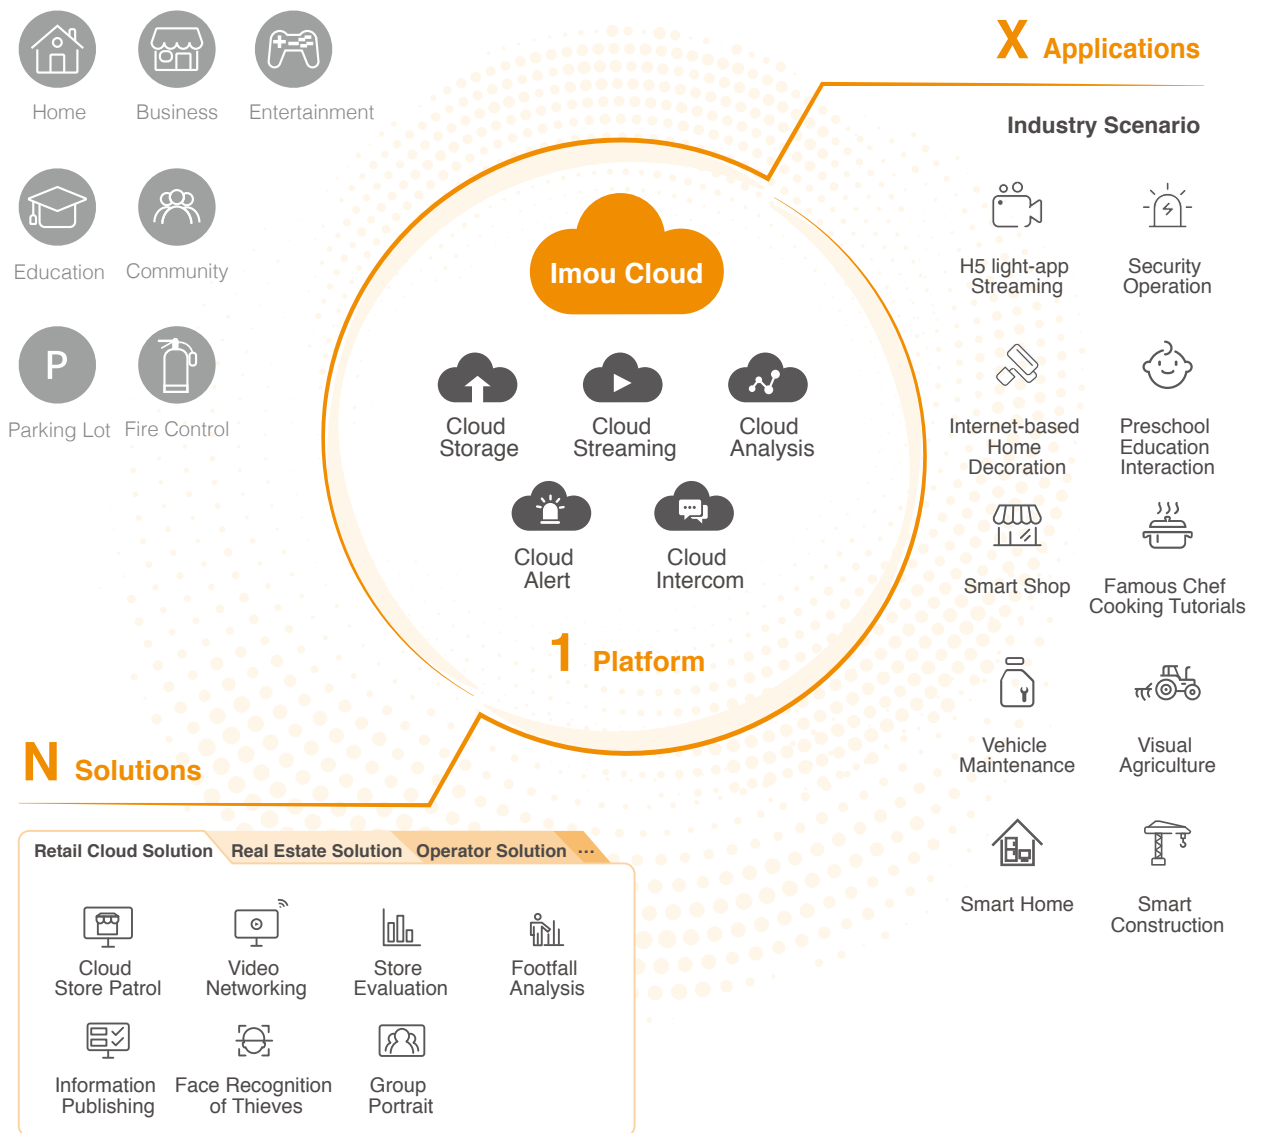 Home
Business
Entertainment
Education
Community
P
Parking Lot
Fire Control
X Applications
Industry Scenario
H5 light-app
Streaming
Security
Operation
Internet-based
Home
Decoration
Preschool
Education
Interaction
Smart Shop
Famous Chef
Cooking Tutorials
Vehicle
Maintenance
Visual
Agriculture
Smart Home
Smart
Construction
Imou Cloud
Cloud
Storage
Cloud
Streaming
Cloud
Analysis
Cloud
Alert
Cloud
Intercom
1 Platform
N Solutions
Retail Cloud Solution
Real Estate Solution
Operator Solution
...
Cloud
Store Patrol
Video
Networking
Store
Evaluation
Footfall
Analysis
Information
Publishing
Face Recognition
of Thieves
Group
Portrait